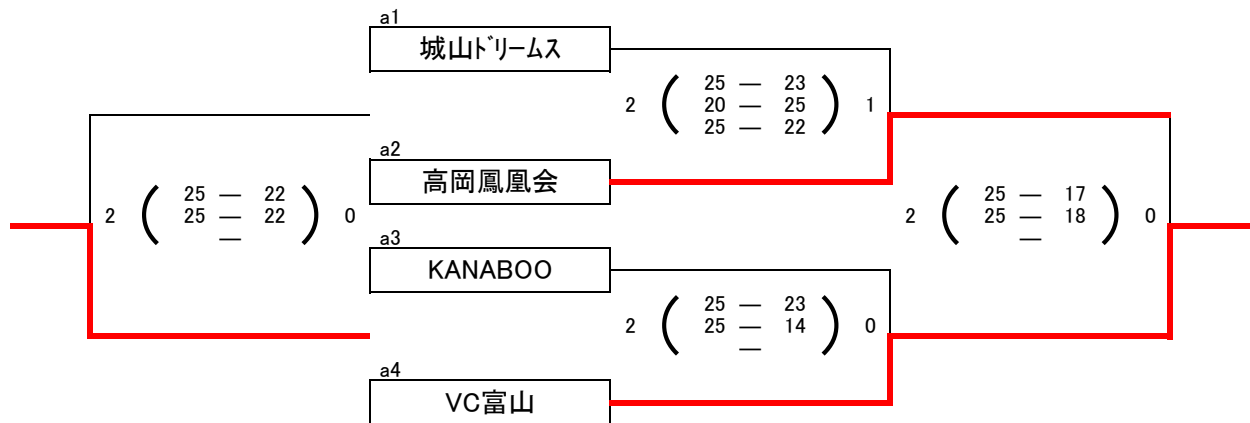 a1
城山ﾄﾞﾘｰﾑｽ
2 ( 25 — 23 ) 1
20 — 25
25 — 22
a2
高岡鳳凰会
2 ( 25 — 22 ) 0
25 — 22
—
2 ( 25 — 17 ) 0
25 — 18
—
a3
KANABOO
2 ( 25 — 23 ) 0
25 — 14
—
a4
VC富山